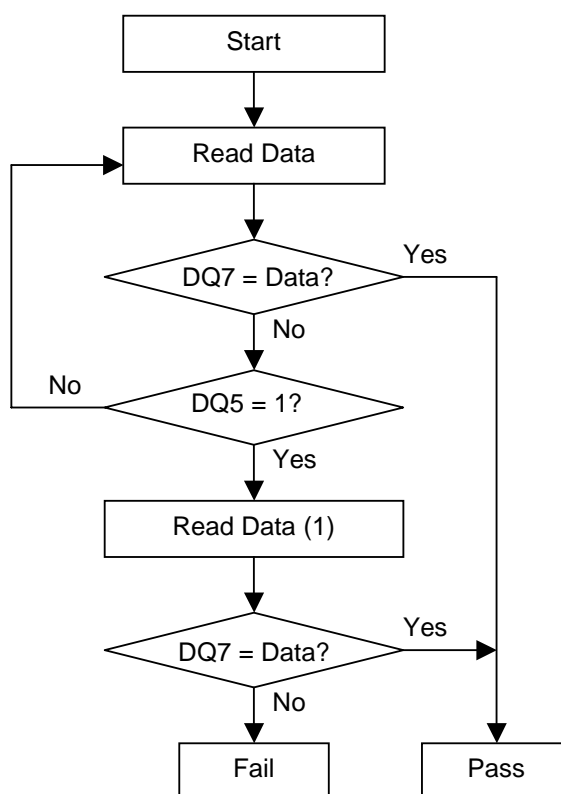 Start
Read Data
DQ7 = Data?
Yes
No
DQ5 = 1?
No
Yes
Read Data (1)
DQ7 = Data?
Yes
No
Fail
Pass